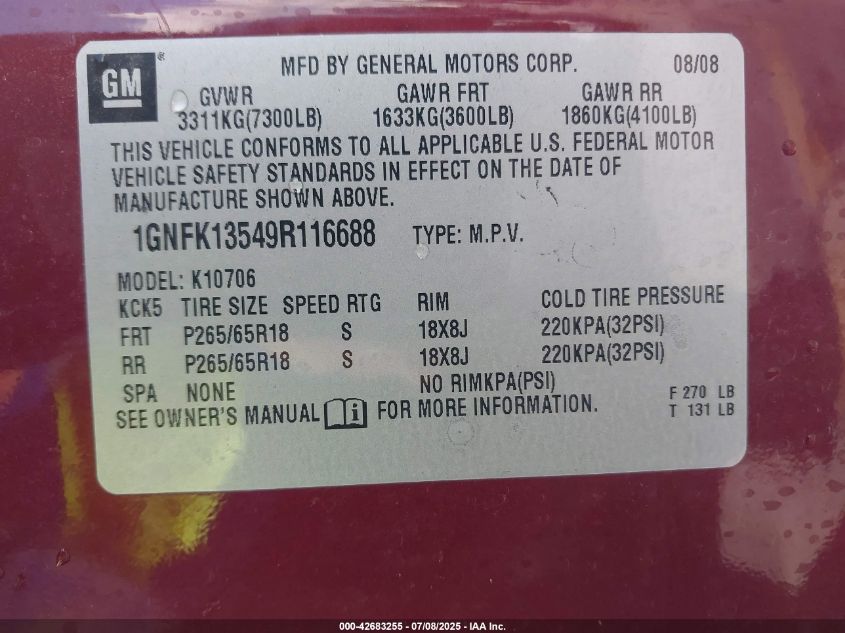 GM
MFD BY GENERAL MOTORS CORP. 08/08
GVWR GAWR FRT GAWR RR
3311KG(7300LB) 1633KG(3600LB) 1860KG(4100LB)
THIS VEHICLE CONFORMS TO ALL APPLICABLE U.S. FEDERAL MOTOR
VEHICLE SAFETY STANDARDS IN EFFECT ON THE DATE OF
MANUFACTURE SHOWN ABOVE.
1GNFK13549R116688 TYPE: M.P.V.
MODEL: K10706
KCK5 TIRE SIZE SPEED RTG RIM COLD TIRE PRESSURE
FRT P265/65R18 S 18X8J 220KPA(32PSI)
RR P265/65R18 S 18X8J 220KPA(32PSI)
SPA NONE NO RIMKPA(PSI)
SEE OWNER'S MANUAL i FOR MORE INFORMATION.
F 270 LB
T 131 LB
000-42683255 - 07/08/2025 - IAA Inc.